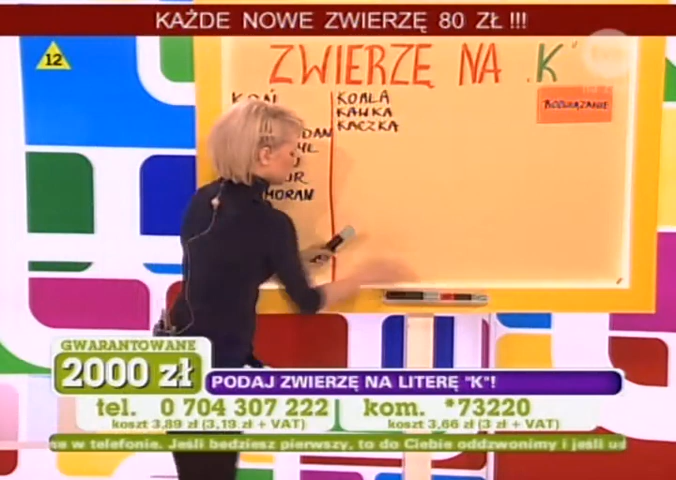 KAŻDE NOWE ZWIERZĘ 80 ZŁ !!!
12
ZWIERZĘ NA "K"
KOŃ
KOALA
KAWKA
KACZKA
ROZWIĄZANIE
GWARANTOWANE
2000 zł
PODAJ ZWIERZĘ NA LITERĘ "K"!
tel. 0 704 307 222
kom. *73220
koszt 3,89 zł (3,19 zł + VAT)
koszt 3,66 zł (3 zł + VAT)
w telefonie. Jeśli będziesz pierwszy, to do Ciebie oddzwonimy i jeśli